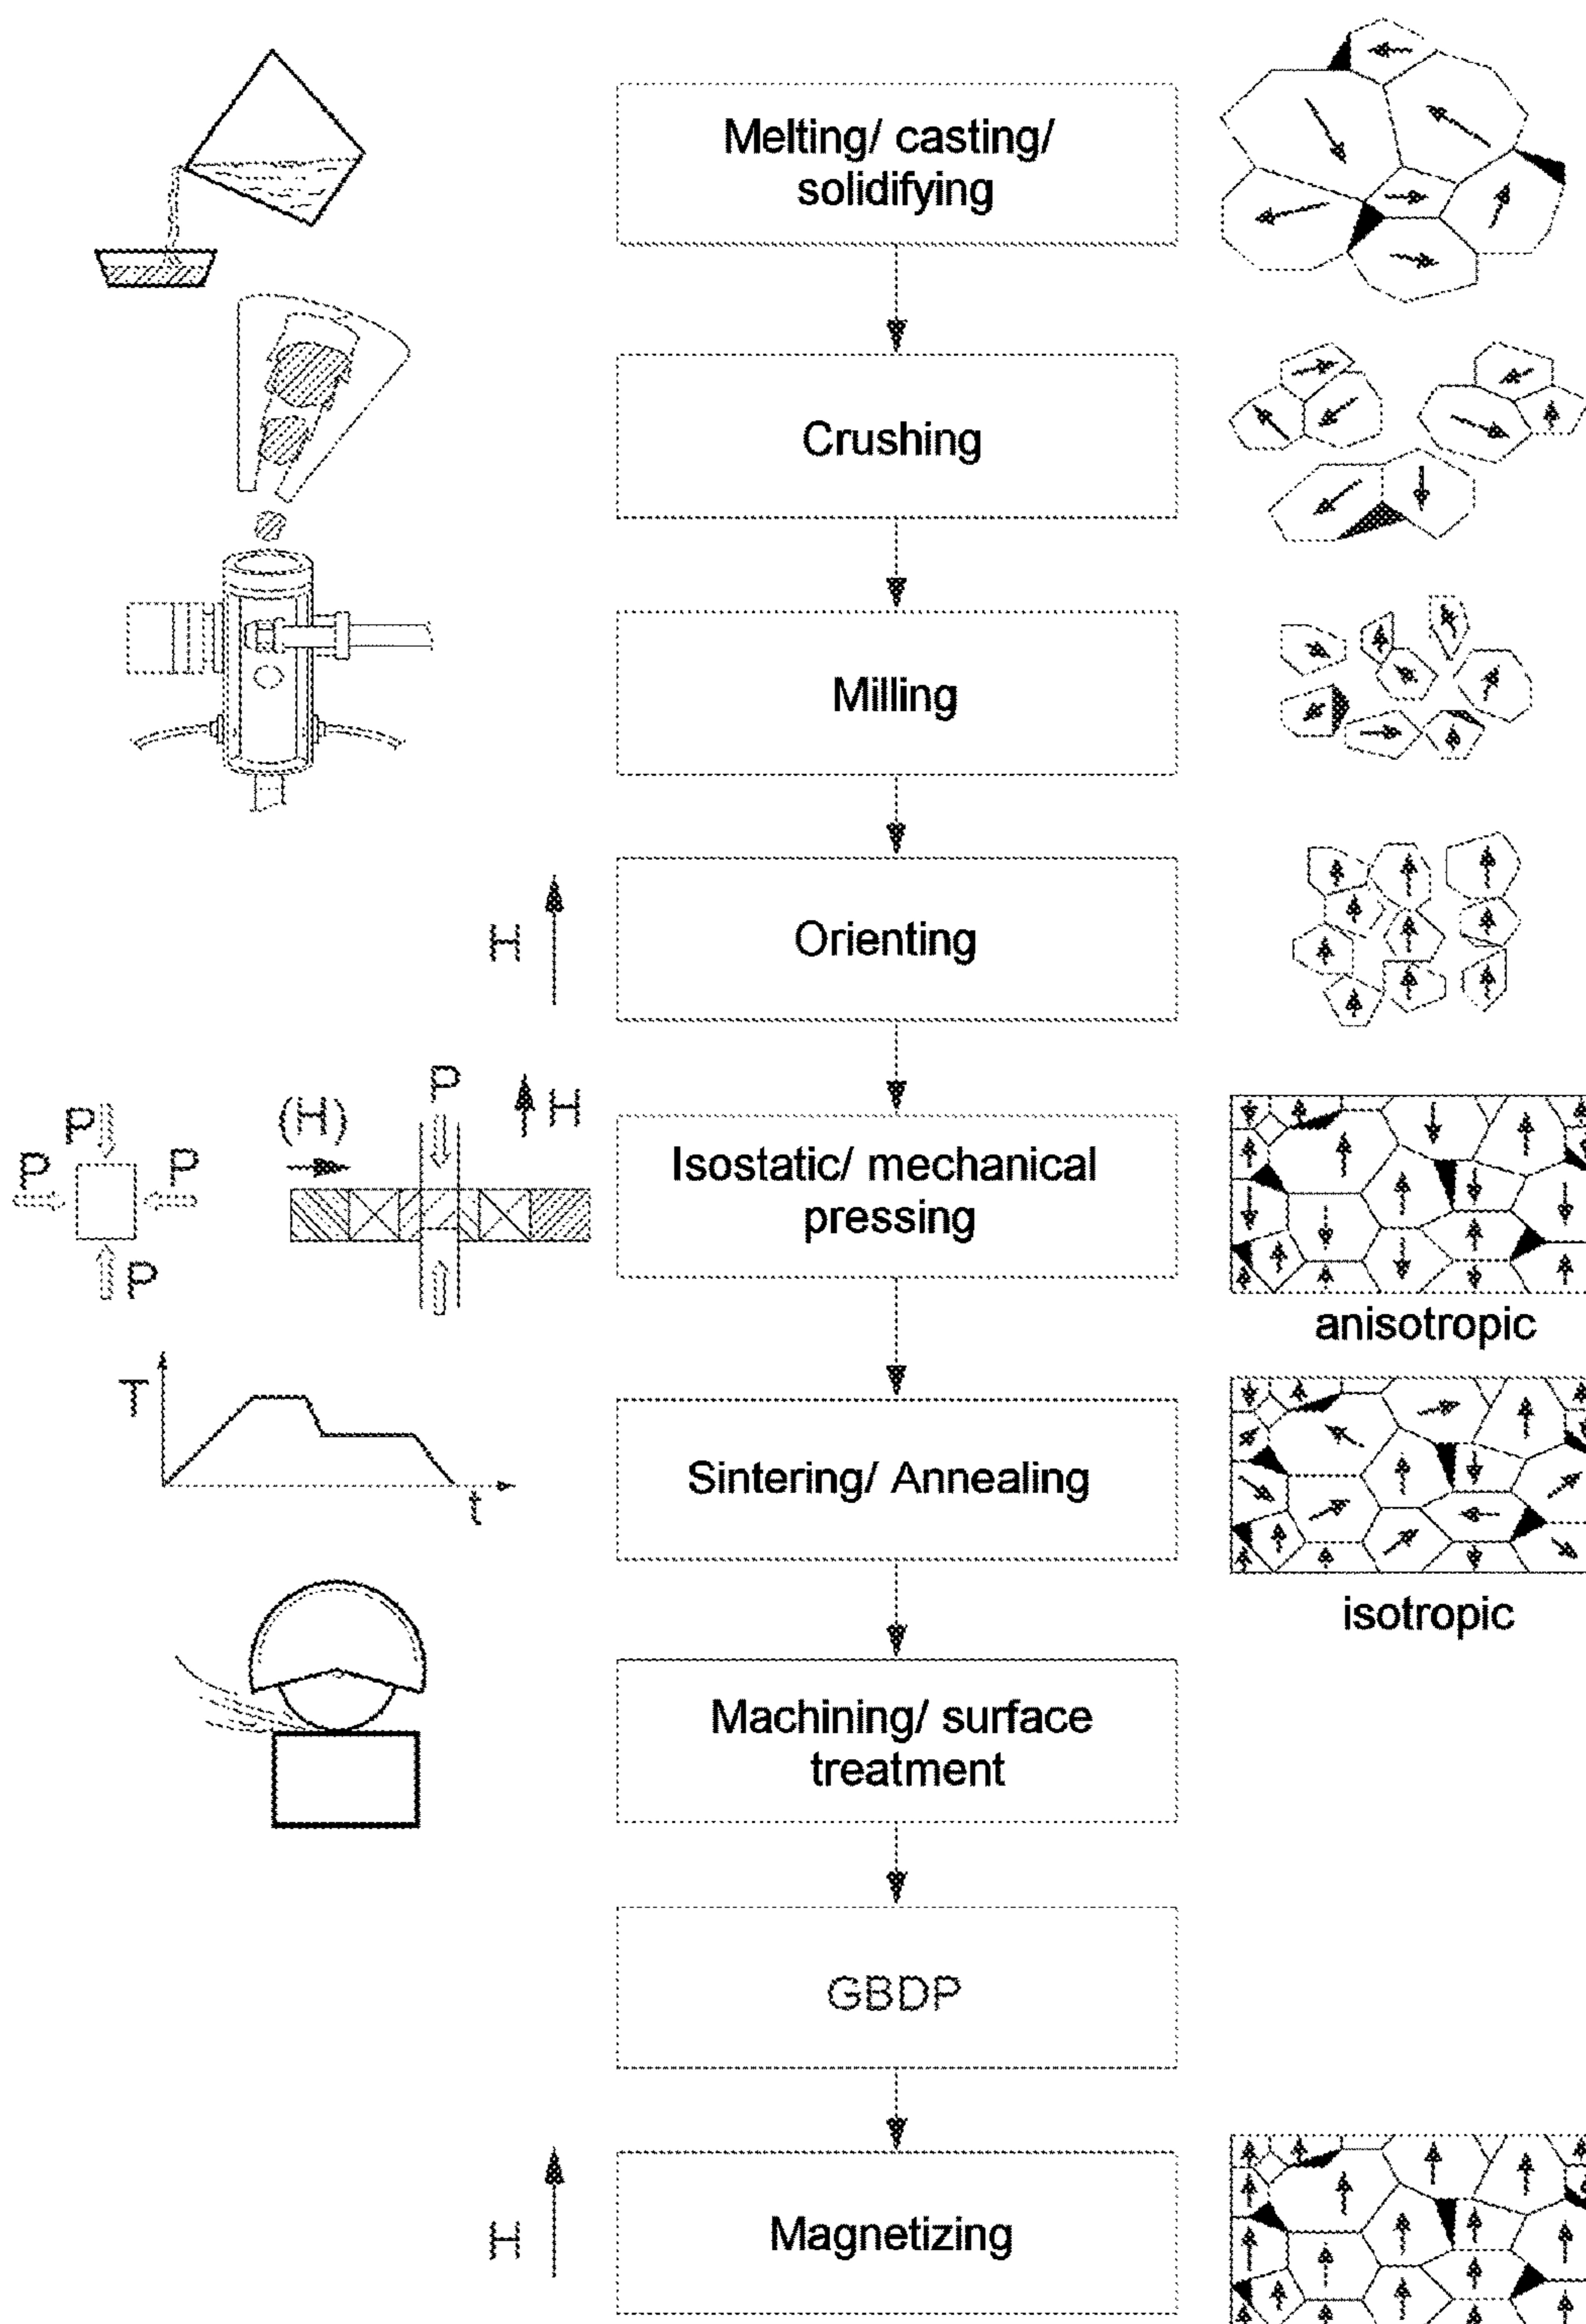 Melting/ casting/
solidifying
Crushing
Milling
H
Orienting
P
P
P
P
(H)
P
H
Isostatic/ mechanical
pressing
anisotropic
T
t
Sintering/ Annealing
isotropic
Machining/ surface
treatment
GBDP
H
Magnetizing